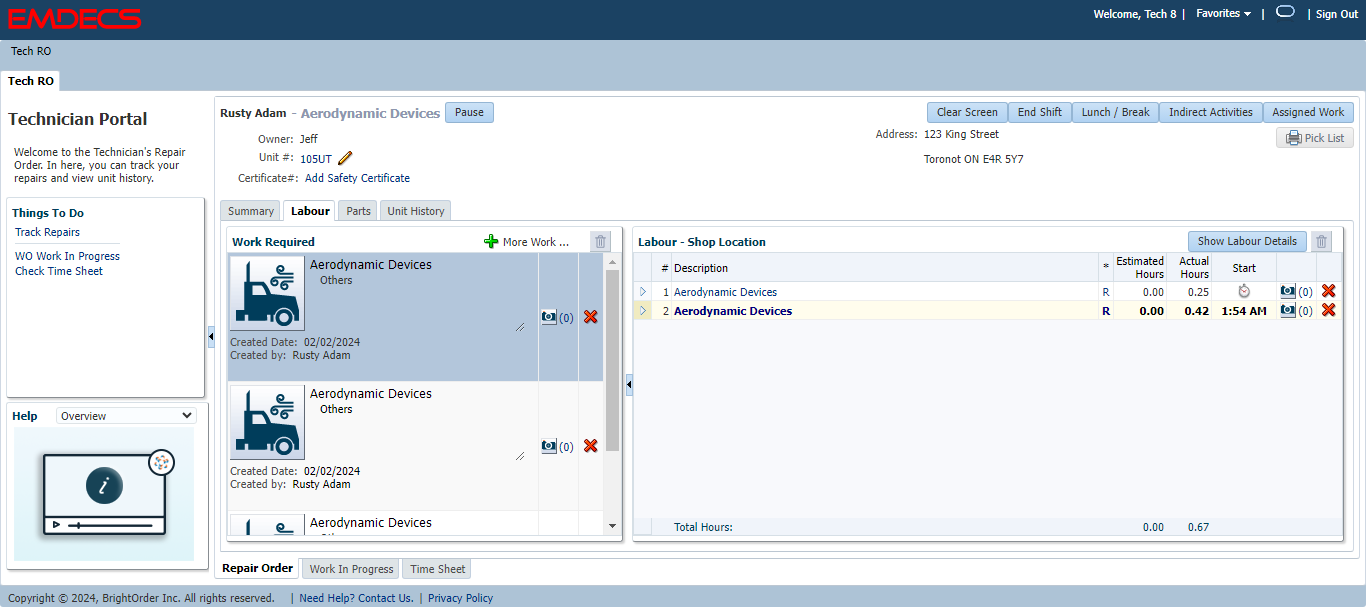 EMDECS
Welcome, Tech 8 | Favorites | | Sign Out
Tech RO
Tech RO
Technician Portal
Welcome to the Technician's Repair
Order. In here, you can track your
repairs and view unit history.
Things To Do
Track Repairs
WO Work In Progress
Check Time Sheet
Help Overview
i
Rusty Adam - Aerodynamic Devices Pause
Clear Screen End Shift Lunch / Break Indirect Activities Assigned Work
Owner: Jeff
Unit #: 105UT
Certificate#: Add Safety Certificate
Address: 123 King Street
Toronot ON E4R 5Y7
Pick List
Summary Labour Parts Unit History
Work Required More Work ...
Aerodynamic Devices
Others
(0)
Created Date: 02/02/2024
Created by: Rusty Adam
Aerodynamic Devices
Others
(0)
Created Date: 02/02/2024
Created by: Rusty Adam
Aerodynamic Devices
Labour - Shop Location Show Labour Details
# Description * Estimated Hours Actual Hours Start
1 Aerodynamic Devices R 0.00 0.25 (0)
2 Aerodynamic Devices R 0.00 0.42 1:54 AM (0)
Total Hours: 0.00 0.67
Repair Order Work In Progress Time Sheet
Copyright © 2024, BrightOrder Inc. All rights reserved. | Need Help? Contact Us. | Privacy Policy